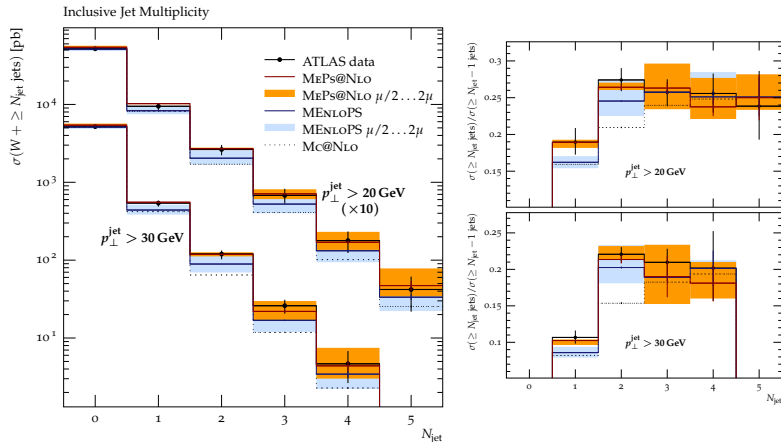 Inclusive Jet Multiplicity
σ(W + ≥ N_jet jets) [pb]
10^4
10^3
10^2
10^1
ATLAS data
MEPS@NLO
MEPS@NLO μ/2 . . . 2μ
MENLOPS
MENLOPS μ/2 . . . 2μ
MC@NLO
p_⊥^jet > 20 GeV
(×10)
p_⊥^jet > 30 GeV
0 1 2 3 4 5
N_jet
σ(≥ N_jet jets)/σ(≥ N_jet − 1 jets)
0.3
0.25
0.2
0.15
p_⊥^jet > 20 GeV
σ(≥ N_jet jets)/σ(≥ N_jet − 1 jets)
0.2
0.1
p_⊥^jet > 30 GeV
0 1 2 3 4 5
N_jet